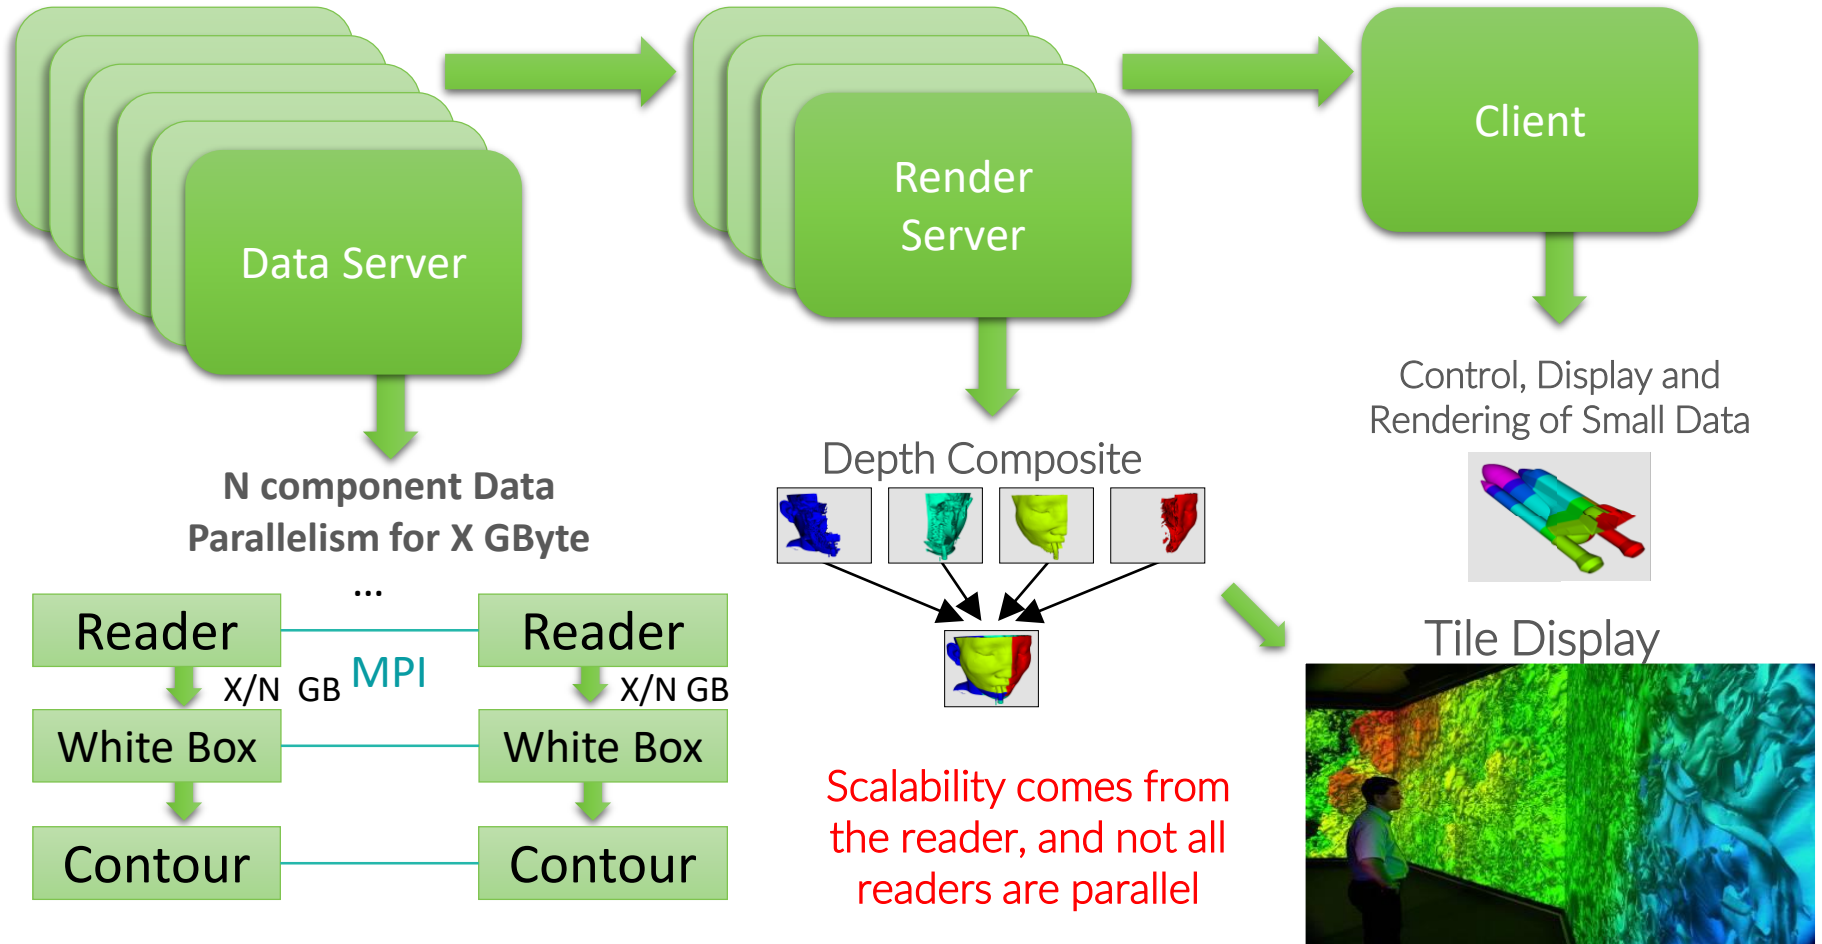 Data Server
Render
Server
Client
N component Data
Parallelism for X GByte
...
Reader
Reader
MPI
X/N GB
X/N GB
White Box
White Box
Contour
Contour
Depth Composite
Scalability comes from
the reader, and not all
readers are parallel
Control, Display and
Rendering of Small Data
Tile Display